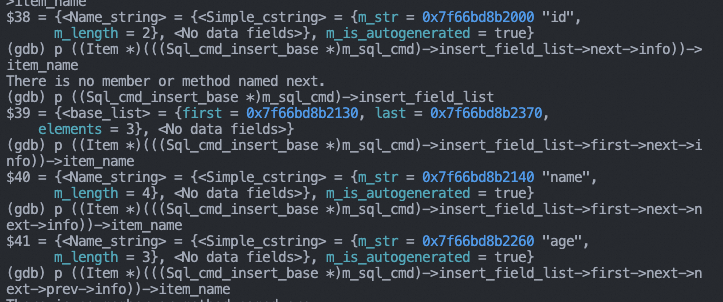 >item_name
$38 = {<Name_string> = {<Simple_cstring> = {m_str = 0x7f66bd8b2000 "id",
      m_length = 2}, <No data fields>}, m_is_autogenerated = true}
(gdb) p ((Item *)(((Sql_cmd_insert_base *)m_sql_cmd)->insert_field_list->next->info))->
item_name
There is no member or method named next.
(gdb) p ((Sql_cmd_insert_base *)m_sql_cmd)->insert_field_list
$39 = {<base_list> = {first = 0x7f66bd8b2130, last = 0x7f66bd8b2370,
    elements = 3}, <No data fields>}
(gdb) p ((Item *)(((Sql_cmd_insert_base *)m_sql_cmd)->insert_field_list->first->next->i
nfo))->item_name
$40 = {<Name_string> = {<Simple_cstring> = {m_str = 0x7f66bd8b2140 "name",
      m_length = 4}, <No data fields>}, m_is_autogenerated = true}
(gdb) p ((Item *)(((Sql_cmd_insert_base *)m_sql_cmd)->insert_field_list->first->next->n
ext->info))->item_name
$41 = {<Name_string> = {<Simple_cstring> = {m_str = 0x7f66bd8b2260 "age",
      m_length = 3}, <No data fields>}, m_is_autogenerated = true}
(gdb) p ((Item *)(((Sql_cmd_insert_base *)m_sql_cmd)->insert_field_list->first->next->n
ext->prev->info))->item_name